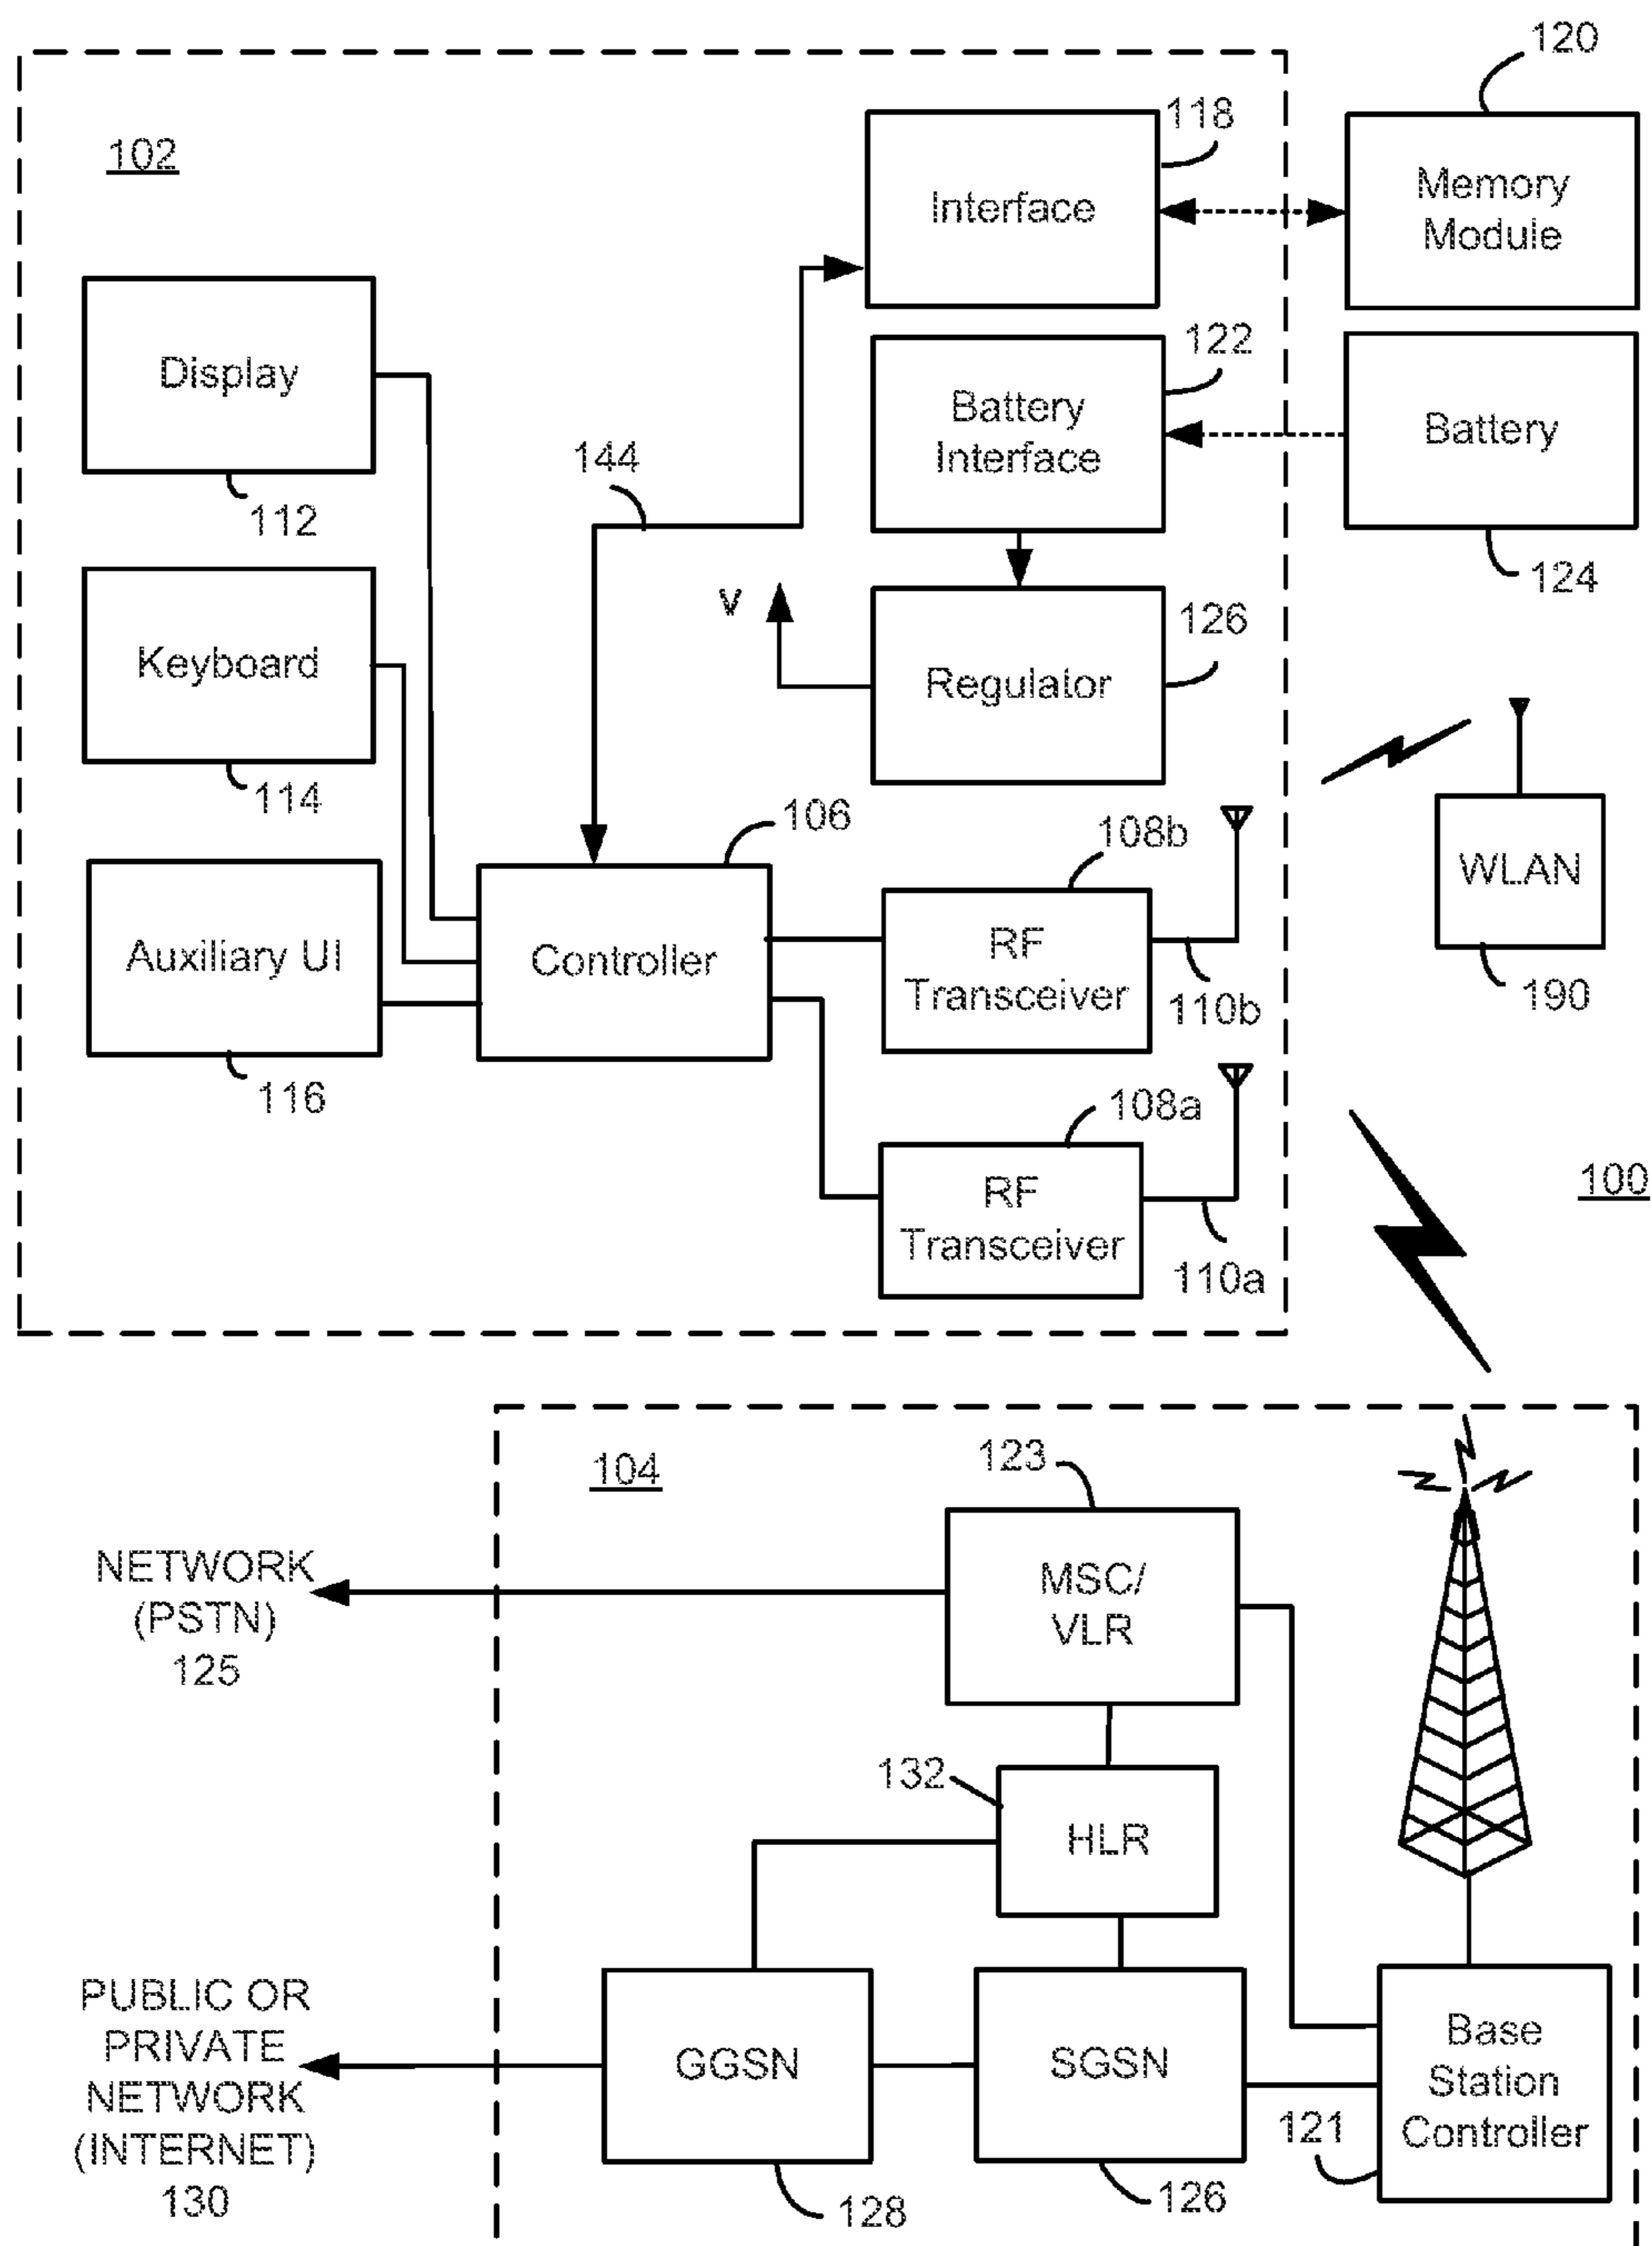 120
118
102
Interface
Memory
Module
Display
122
Battery
Interface
Battery
144
112
124
V
126
Keyboard
Regulator
114
106
108b
WLAN
Auxiliary UI
Controller
RF
Transceiver
110b
190
116
108a
100
RF
Transceiver
110a
104
123
NETWORK
(PSTN)
125
MSC/
VLR
132
HLR
PUBLIC OR
PRIVATE
NETWORK
(INTERNET)
130
GGSN
SGSN
Base
Station
Controller
121
128
126